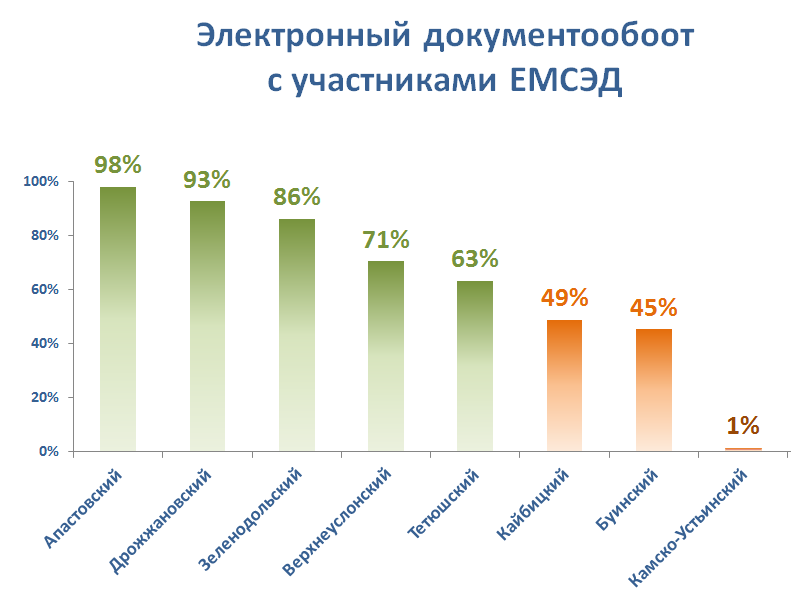 Электронный документообоот
с участниками ЕМСЭД
98%
93%
86%
71%
63%
49%
45%
1%
100%
80%
60%
40%
20%
0%
Апастовский
Дрожжановский
Зеленодольский
Верхнеуслонский
Тетюшский
Кайбицкий
Буинский
Камско-Устьинский